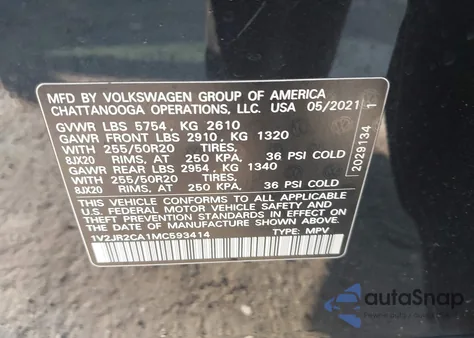 MFD BY VOLKSWAGEN GROUP OF AMERICA
CHATTANOOGA OPERATIONS, LLC. USA 05/2021
GVWR LBS 5754, KG 2610
GAWR FRONT LBS 2910, KG 1320
WITH 255/50R20 TIRES,
8JX20 RIMS, AT 250 KPA, 36 PSI COLD
GAWR REAR LBS 2954, KG 1340
WITH 255/50R20 TIRES,
8JX20 RIMS, AT 250 KPA, 36 PSI COLD
THIS VEHICLE CONFORMS TO ALL APPLICABLE
U.S. FEDERAL MOTOR VEHICLE SAFETY
STANDARDS IN EFFECT ON
THE DATE OF MANUFACTURE SHOWN ABOVE.
1V2JR2CA1MC593414 TYPE: MPV
2029134 1
autoSnap